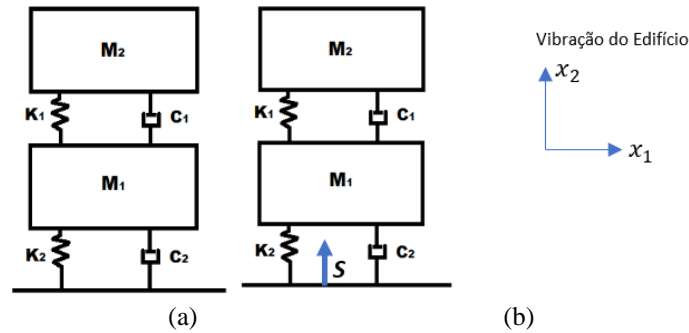 M2
M2
Vibração do Edifício
x2
K1
C1
K1
C1
x1
M1
M1
K2
C2
K2
S
C2
(a)
(b)